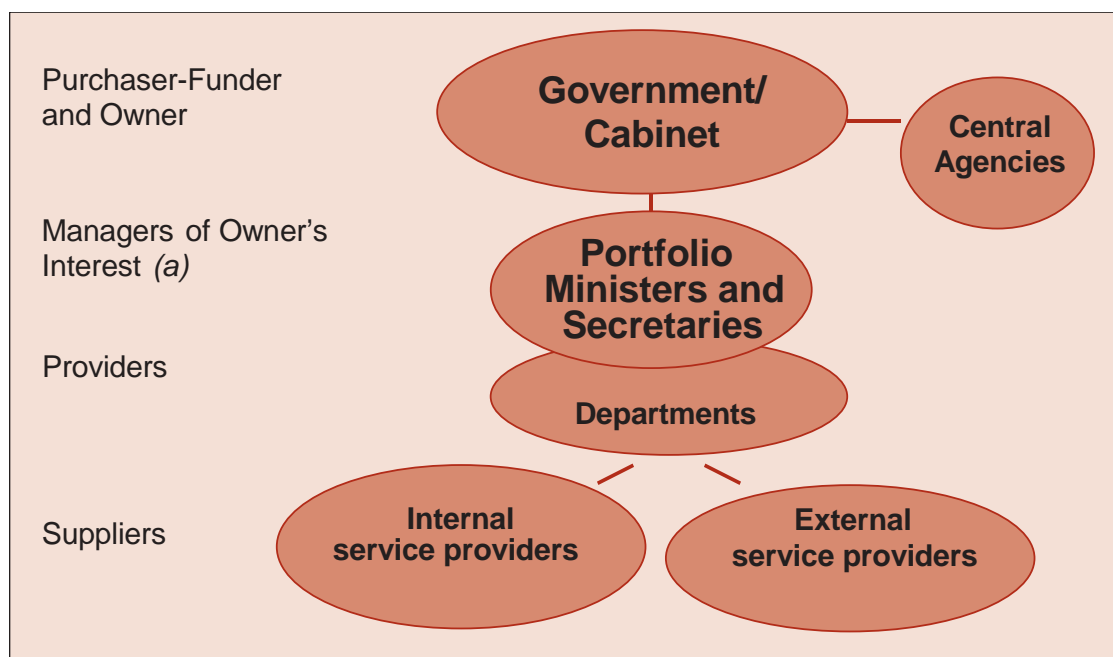 Purchaser-Funder
and Owner
Government/
Cabinet
Central
Agencies
Managers of Owner's
Interest (a)
Portfolio
Ministers and
Secretaries
Providers
Departments
Suppliers
Internal
service providers
External
service providers